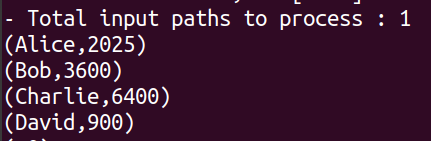 - Total input paths to process : 1
(Alice,2025)
(Bob,3600)
(Charlie,6400)
(David,900)